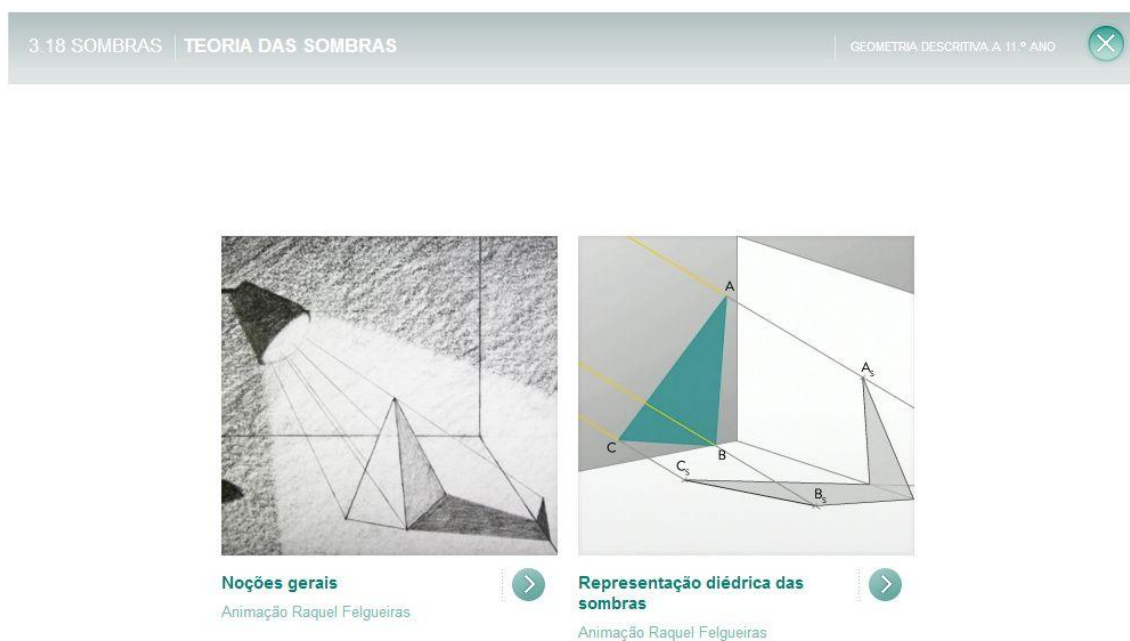 3.18 SOMBRAS TEORIA DAS SOMBRAS
GEOMETRIA DESCRITIVA A 11.º ANO
A
C
B
As
Cs
Bs
Noções gerais
Animação Raquel Felgueiras
Representação diédrica das
sombras
Animação Raquel Felgueiras